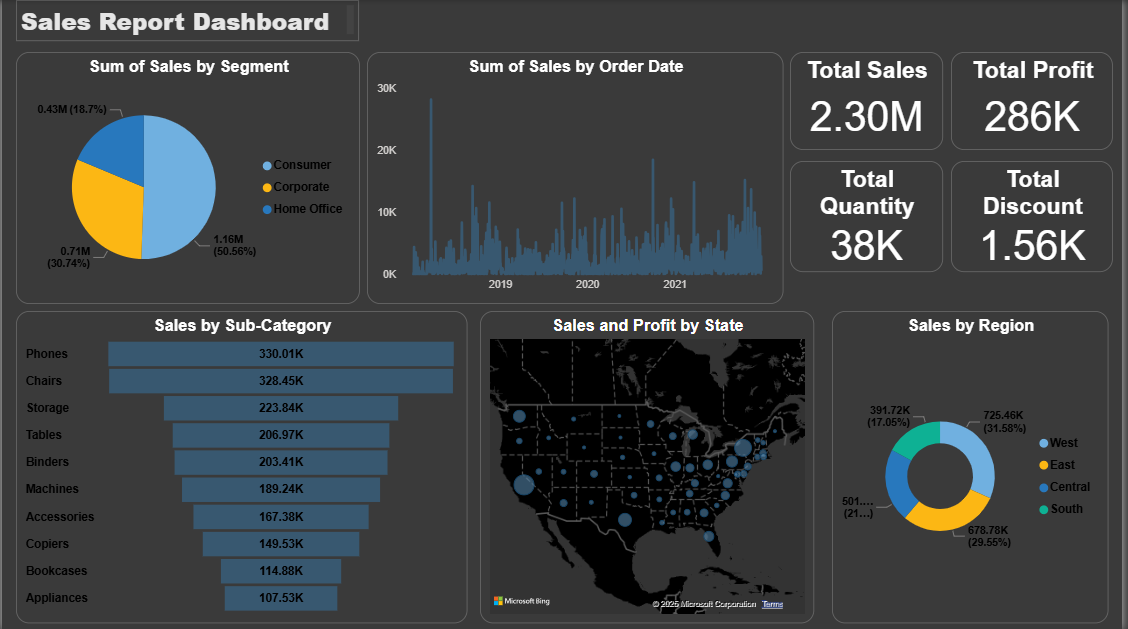 Sales Report Dashboard
Sum of Sales by Segment
0.43M (18.7%)
0.71M
(30.74%)
1.16M
(50.56%)
Consumer
Corporate
Home Office
Sum of Sales by Order Date
30K
20K
10K
0K
2019
2020
2021
Total Sales
2.30M
Total Profit
286K
Total
Quantity
38K
Total
Discount
1.56K
Sales by Sub-Category
Phones 330.01K
Chairs 328.45K
Storage 223.84K
Tables 206.97K
Binders 203.41K
Machines 189.24K
Accessories 167.38K
Copiers 149.53K
Bookcases 114.88K
Appliances 107.53K
Sales and Profit by State
Microsoft Bing
© 2025 Microsoft Corporation Terms
Sales by Region
391.72K
(17.05%)
725.46K
(31.58%)
501....
(21...)
678.78K
(29.55%)
West
East
Central
South